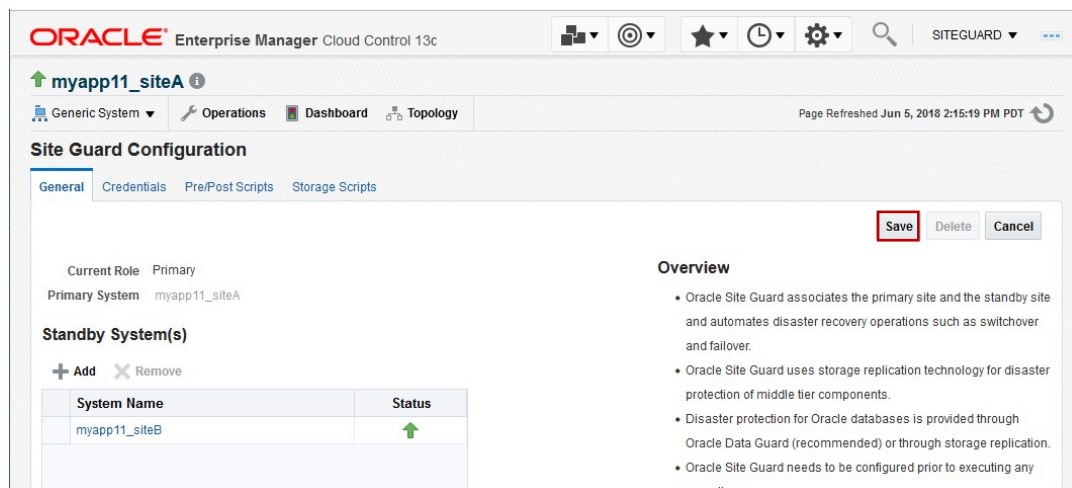 ORACLE Enterprise Manager Cloud Control 13c
SITEGUARD
myapp11_siteA
Generic System
Operations
Dashboard
Topology
Page Refreshed Jun 5, 2018 2:15:19 PM PDT
Site Guard Configuration
General
Credentials
Pre/Post Scripts
Storage Scripts
Save
Delete
Cancel
Current Role Primary
Primary System myapp11_siteA
Standby System(s)
Add
Remove
System Name
Status
myapp11_siteB
Overview
• Oracle Site Guard associates the primary site and the standby site
and automates disaster recovery operations such as switchover
and failover.
• Oracle Site Guard uses storage replication technology for disaster
protection of middle tier components.
• Disaster protection for Oracle databases is provided through
Oracle Data Guard (recommended) or through storage replication.
• Oracle Site Guard needs to be configured prior to executing any